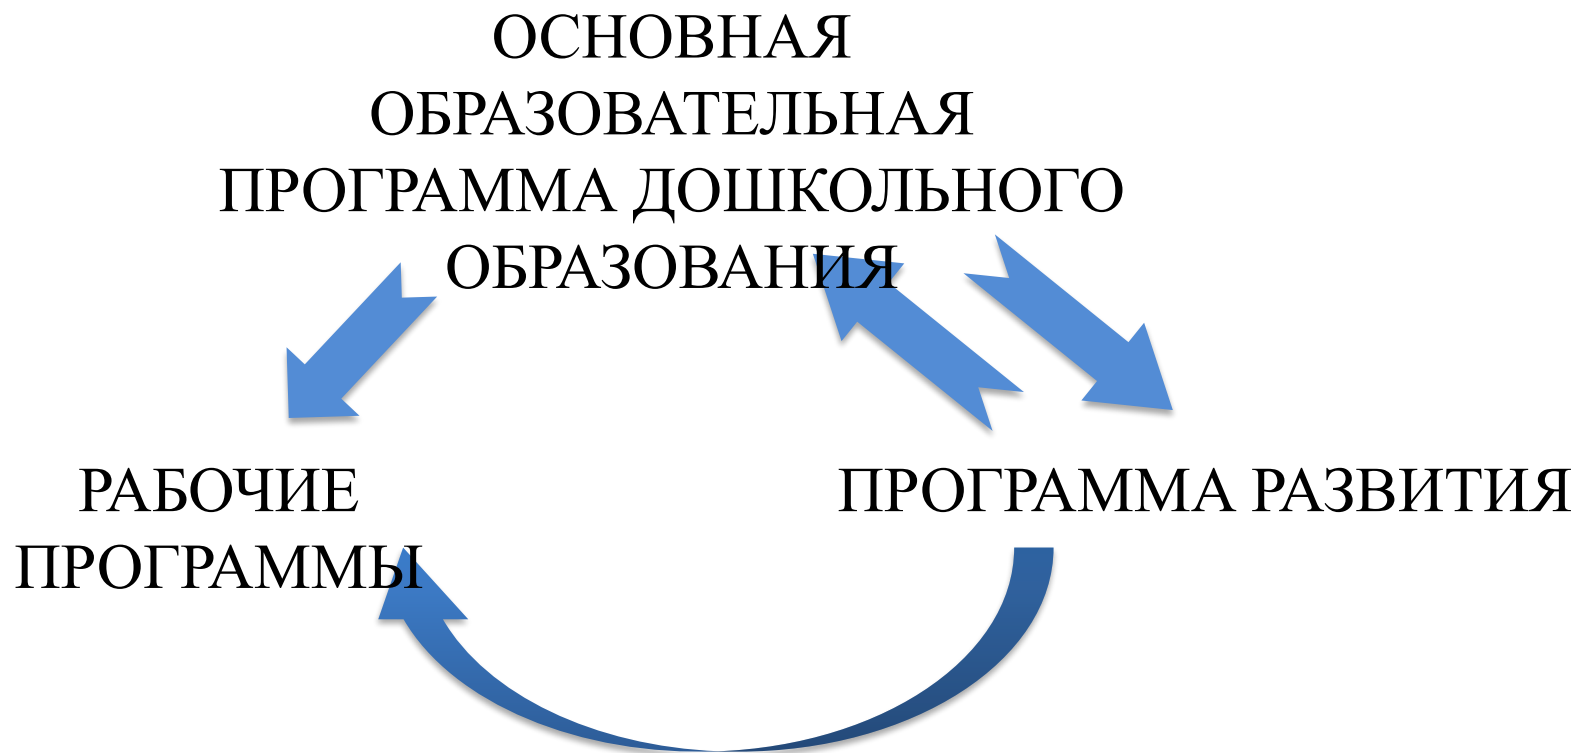 ОСНОВНАЯ
ОБРАЗОВАТЕЛЬНАЯ
ПРОГРАММА ДОШКОЛЬНОГО
ОБРАЗОВАНИЯ
РАБОЧИЕ
ПРОГРАММЫ
ПРОГРАММА РАЗВИТИЯ